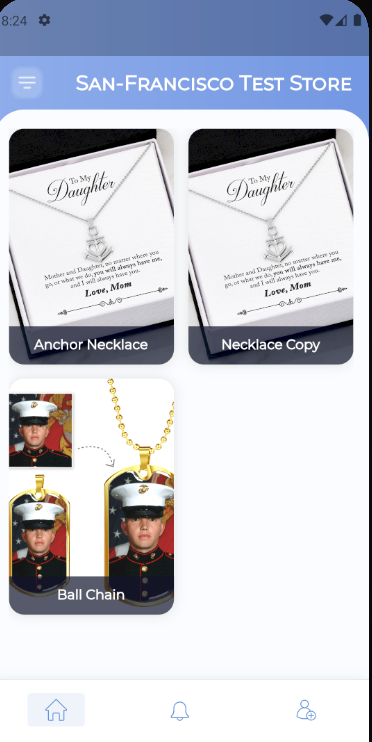 8:24
San-Francisco Test Store
To My
Daughter
Mother and Daughter, no matter where you
go, or what we do, you will always have me,
and I will always have you.
Love, Mom
Anchor Necklace
To My
Daughter
Mother and Daughter, no matter where you
go, or what we do, you will always have me,
and I will always have you.
Love, Mom
Necklace Copy
Ball Chain